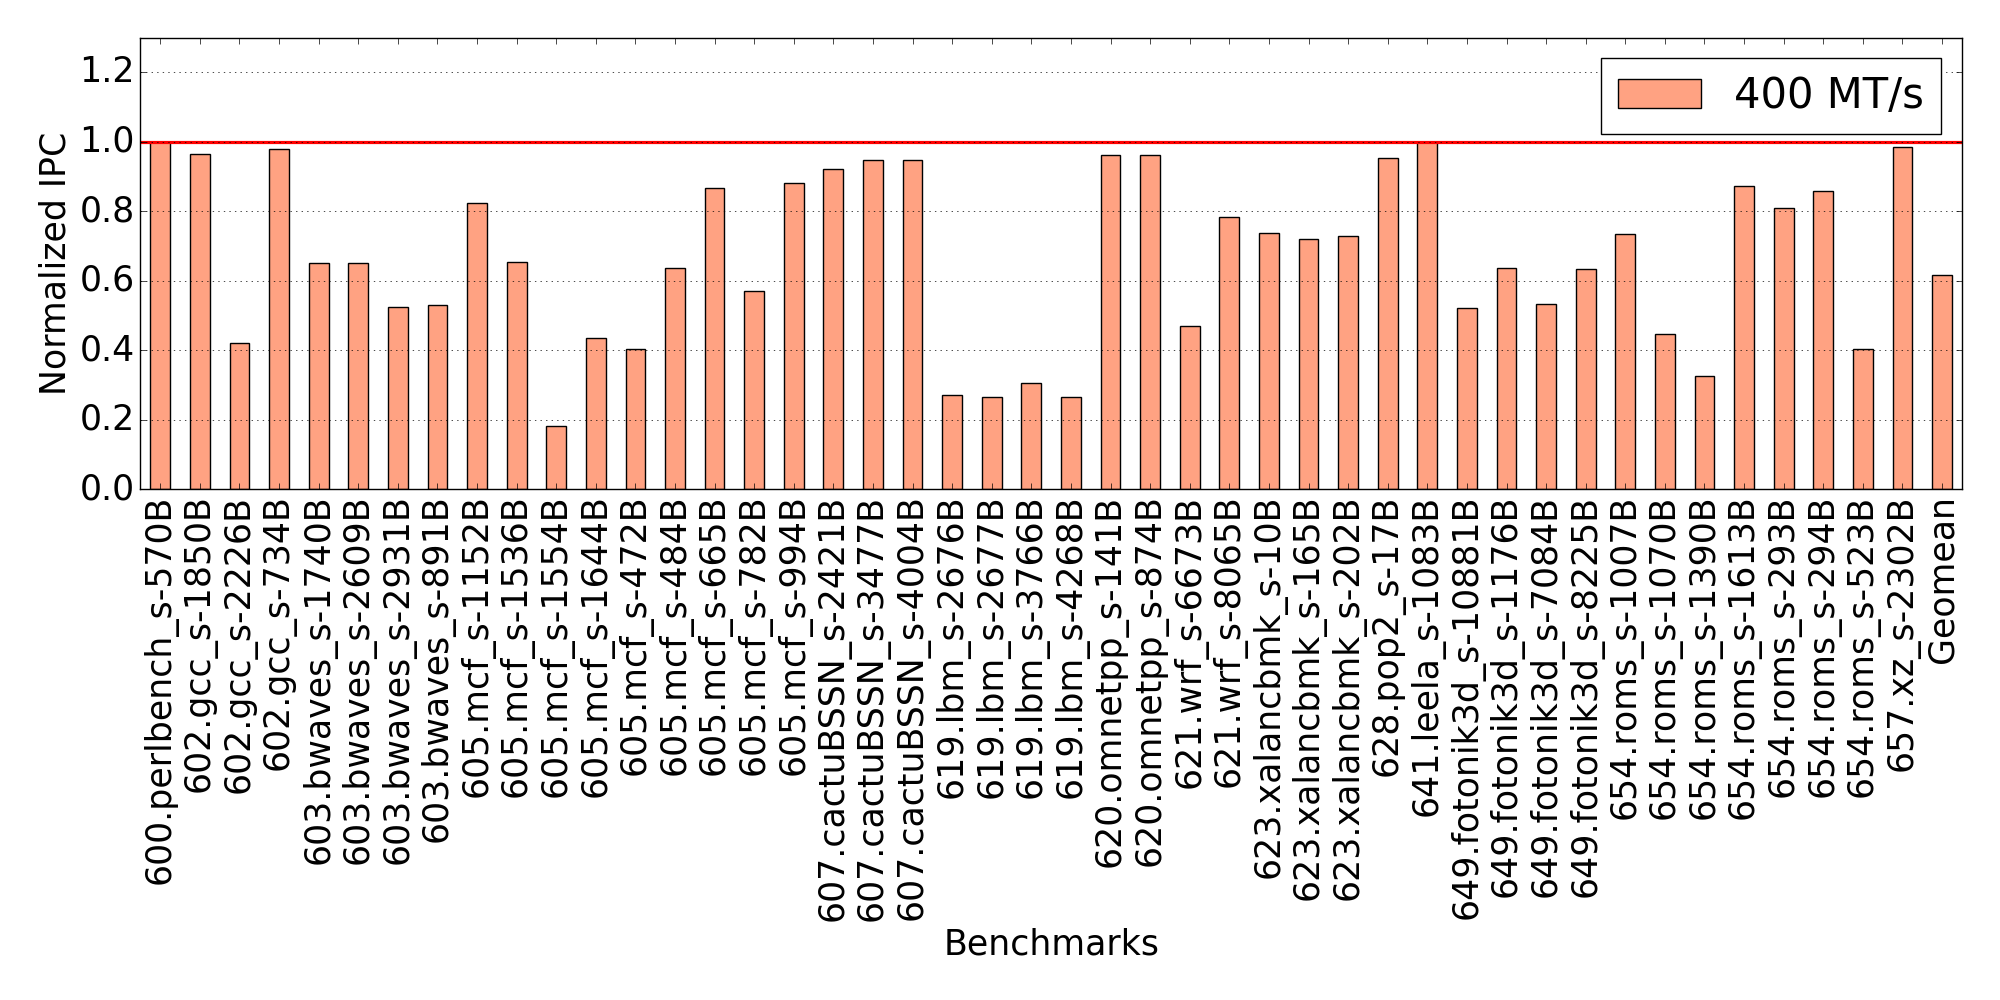 1.2
1.0
0.8
0.6
0.4
0.2
0.0
Normalized IPC
400 MT/s
600.perlbench_s-570B
602.gcc_s-1850B
602.gcc_s-2226B
602.gcc_s-734B
603.bwaves_s-1740B
603.bwaves_s-2609B
603.bwaves_s-2931B
603.bwaves_s-891B
605.mcf_s-1152B
605.mcf_s-1536B
605.mcf_s-1554B
605.mcf_s-1644B
605.mcf_s-472B
605.mcf_s-484B
605.mcf_s-665B
605.mcf_s-782B
605.mcf_s-994B
607.cactuBSSN_s-2421B
607.cactuBSSN_s-3477B
607.cactuBSSN_s-4004B
619.lbm_s-2676B
619.lbm_s-2677B
619.lbm_s-3766B
619.lbm_s-4268B
620.omnetpp_s-141B
620.omnetpp_s-874B
621.wrf_s-6673B
621.wrf_s-8065B
623.xalancbmk_s-10B
623.xalancbmk_s-165B
623.xalancbmk_s-202B
628.pop2_s-17B
641.leela_s-1083B
649.fotonik3d_s-10881B
649.fotonik3d_s-1176B
649.fotonik3d_s-7084B
649.fotonik3d_s-8225B
654.roms_s-1007B
654.roms_s-1070B
654.roms_s-1390B
654.roms_s-1613B
654.roms_s-293B
654.roms_s-294B
654.roms_s-523B
657.xz_s-2302B
Geomean
Benchmarks